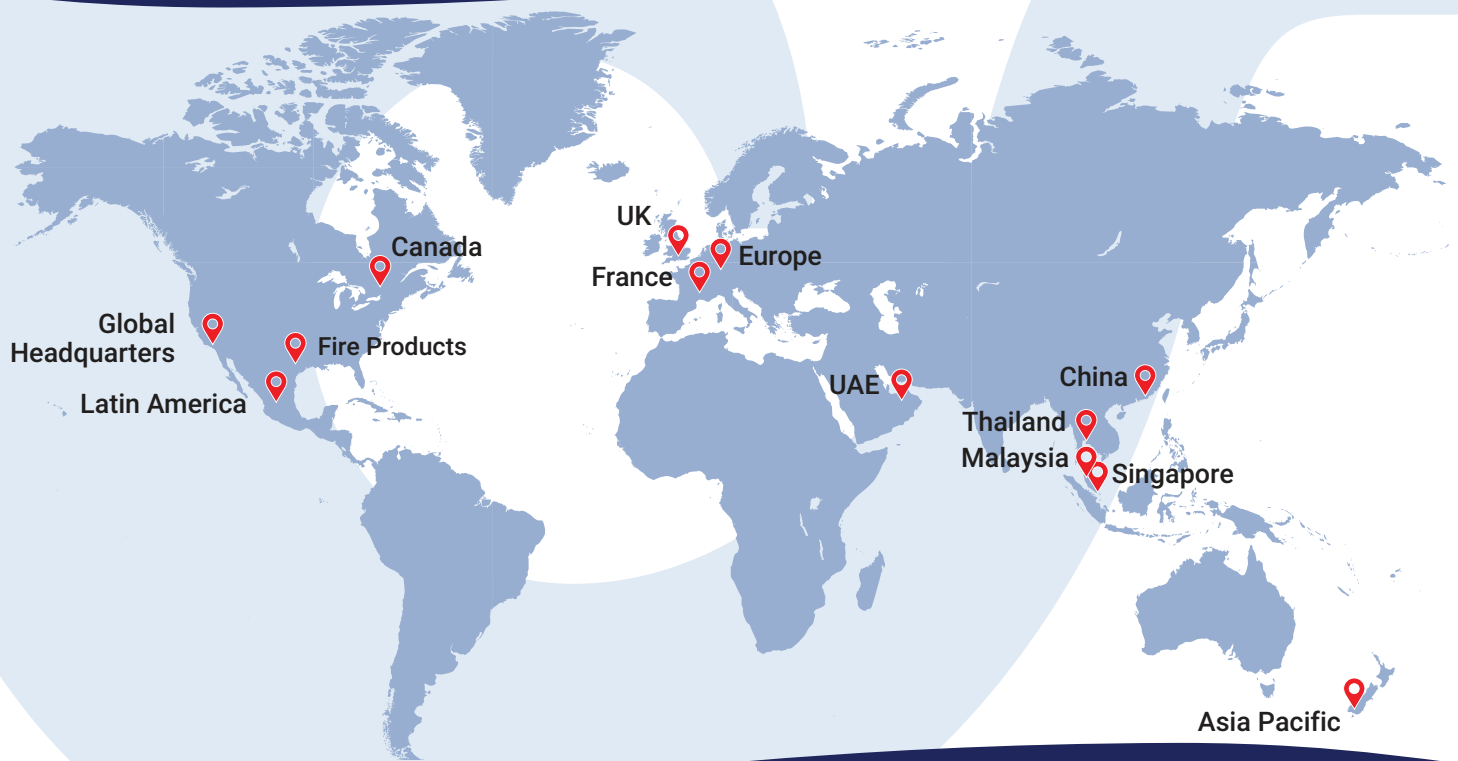 UK
Canada
Europe
France
Global
Headquarters
Fire Products
Latin America
UAE
China
Thailand
Malaysia
Singapore
Asia Pacific